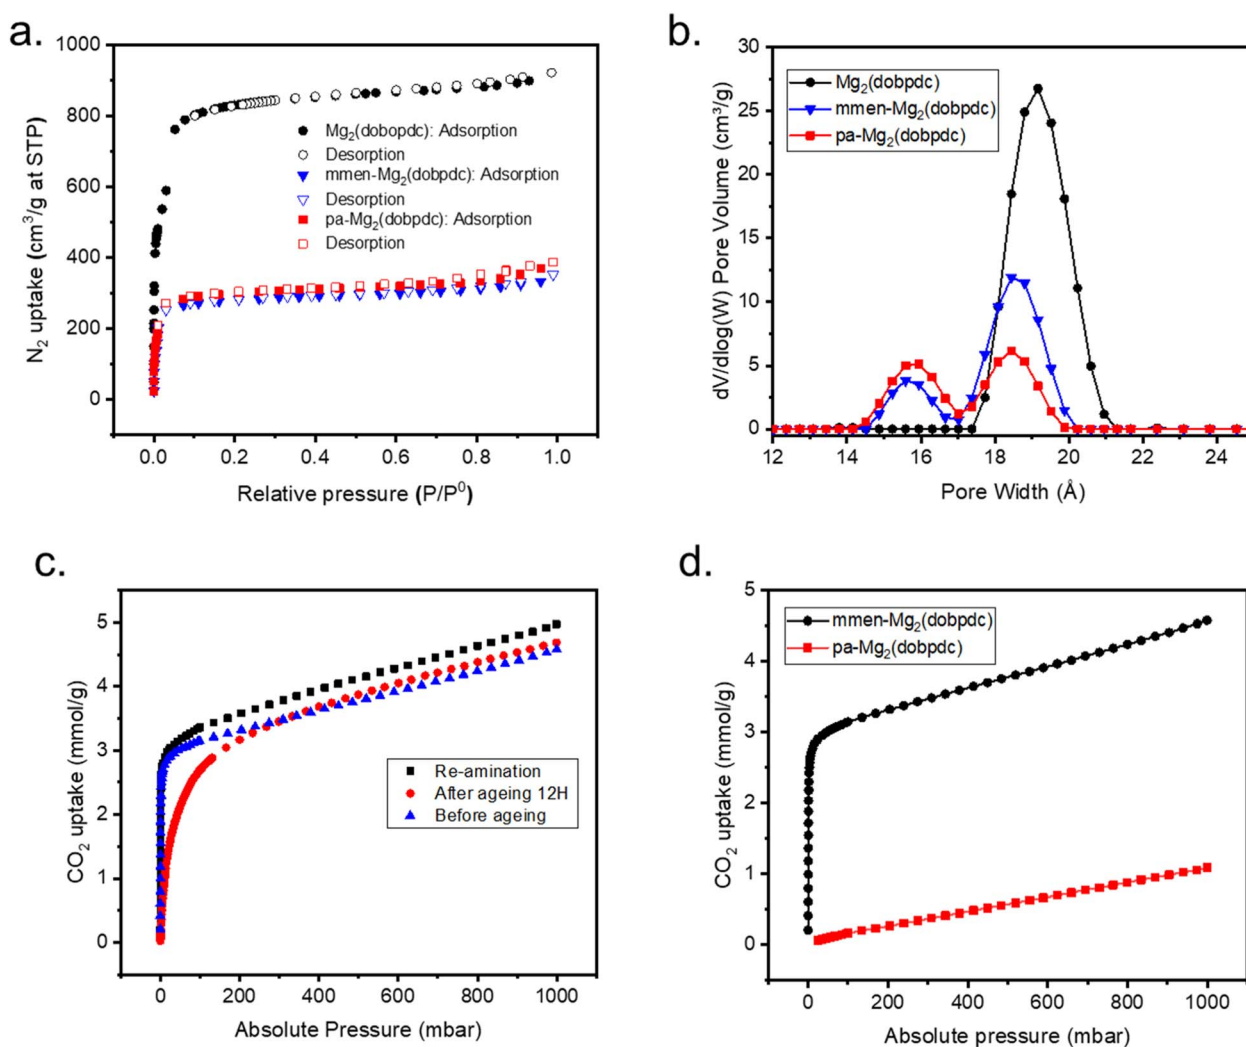 a.
N₂ uptake (cm³/g at STP)
1000
800
600
400
200
0
Mg₂(dobopdc): Adsorption
Desorption
mmen-Mg₂(dobpdc): Adsorption
Desorption
pa-Mg₂(dobpdc): Adsorption
Desorption
0.0 0.2 0.4 0.6 0.8 1.0
Relative pressure (P/P⁰)
b.
dV/dlog(W) Pore Volume (cm³/g)
30
25
20
15
10
5
0
Mg₂(dobpdc)
mmen-Mg₂(dobpdc)
pa-Mg₂(dobpdc)
12 14 16 18 20 22 24
Pore Width (Å)
c.
CO₂ uptake (mmol/g)
5
4
3
2
1
0
Re-amination
After ageing 12H
Before ageing
0 200 400 600 800 1000
Absolute Pressure (mbar)
d.
CO₂ uptake (mmol/g)
5
4
3
2
1
0
mmen-Mg₂(dobpdc)
pa-Mg₂(dobpdc)
0 200 400 600 800 1000
Absolute pressure (mbar)